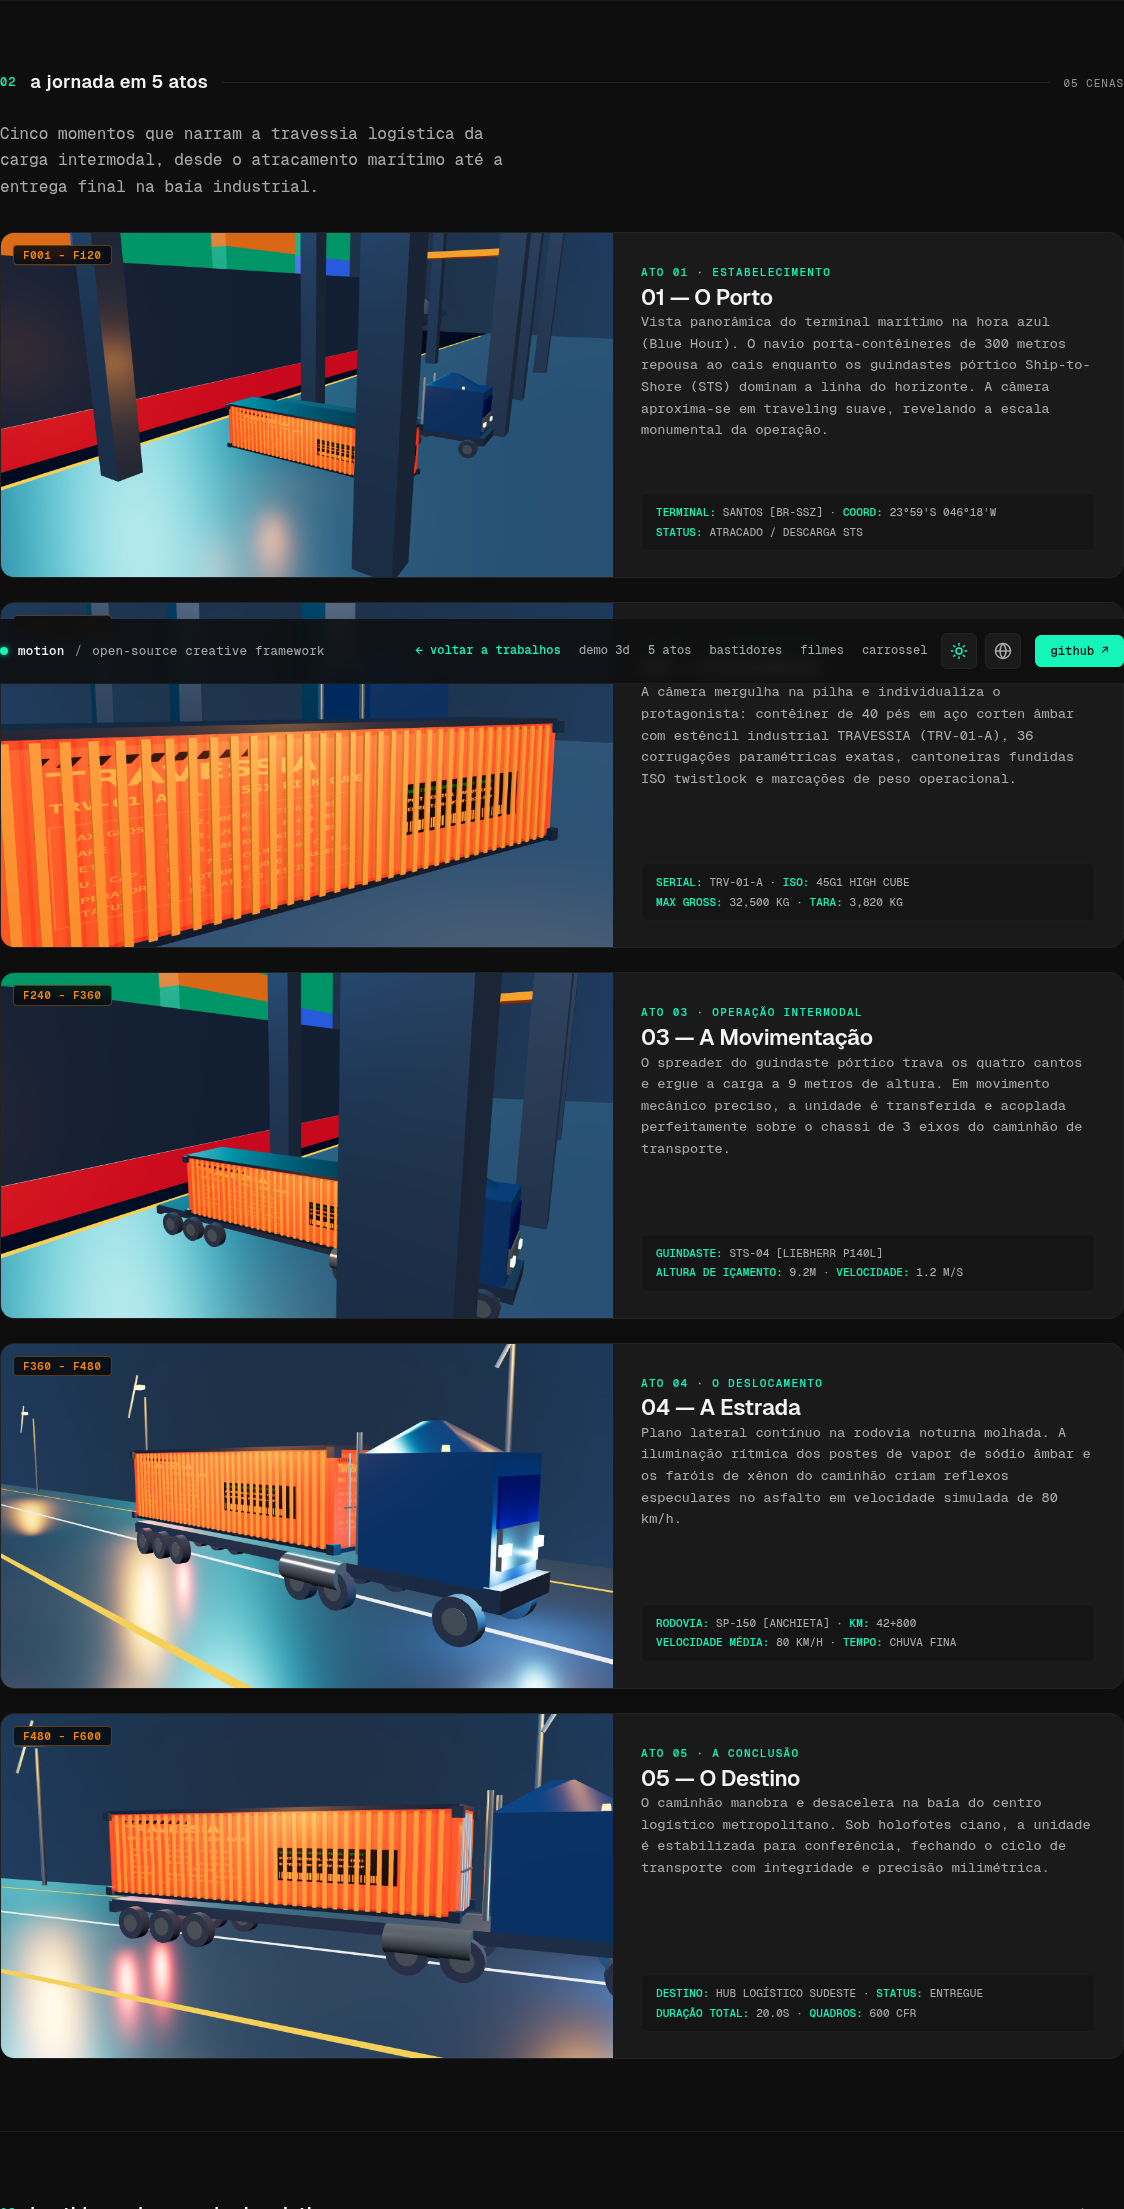 02 a jornada em 5 atos 05 CENAS
Cinco momentos que narram a travessia logística da
carga intermodal, desde o atracamento marítimo até a
entrega final na baía industrial.
F001 - F120
ATO 01 · ESTABELECIMENTO
01 — O Porto
Vista panorâmica do terminal marítimo na hora azul
(Blue Hour). O navio porta-contêineres de 300 metros
repousa ao cais enquanto os guindastes pórtico Ship-to-
Shore (STS) dominam a linha do horizonte. A câmera
aproxima-se em traveling suave, revelando a escala
monumental da operação.
TERMINAL: SANTOS [BR-SSZ] · COORD: 23°59'S 046°18'W
STATUS: ATRACADO / DESCARGA STS
motion / open-source creative framework ← voltar a trabalhos demo 3d 5 atos bastidores filmes carrossel github ↗
A câmera mergulha na pilha e individualiza o
protagonista: contêiner de 40 pés em aço corten âmbar
com estêncil industrial TRAVESSIA (TRV-01-A), 36
corrugações paramétricas exatas, cantoneiras fundidas
ISO twistlock e marcações de peso operacional.
TRAVESSIA
SERIAL: TRV-01-A · ISO: 45G1 HIGH CUBE
MAX GROSS: 32,500 KG · TARA: 3,820 KG
F240 - F360
ATO 03 · OPERAÇÃO INTERMODAL
03 — A Movimentação
O spreader do guindaste pórtico trava os quatro cantos
e ergue a carga a 9 metros de altura. Em movimento
mecânico preciso, a unidade é transferida e acoplada
perfeitamente sobre o chassi de 3 eixos do caminhão de
transporte.
GUINDASTE: STS-04 [LIEBHERR P140L]
ALTURA DE IÇAMENTO: 9.2M · VELOCIDADE: 1.2 M/S
F360 - F480
ATO 04 · O DESLOCAMENTO
04 — A Estrada
Plano lateral contínuo na rodovia noturna molhada. A
iluminação rítmica dos postes de vapor de sódio âmbar e
os faróis de xênon do caminhão criam reflexos
especulares no asfalto em velocidade simulada de 80
km/h.
RODOVIA: SP-150 [ANCHIETA] · KM: 42+800
VELOCIDADE MÉDIA: 80 KM/H · TEMPO: CHUVA FINA
F480 - F600
ATO 05 · A CONCLUSÃO
05 — O Destino
O caminhão manobra e desacelera na baía do centro
logístico metropolitano. Sob holofotes ciano, a unidade
é estabilizada para conferência, fechando o ciclo de
transporte com integridade e precisão milimétrica.
TRAVESSIA
DESTINO: HUB LOGÍSTICO SUDESTE · STATUS: ENTREGUE
DURAÇÃO TOTAL: 20.0S · QUADROS: 600 CFR